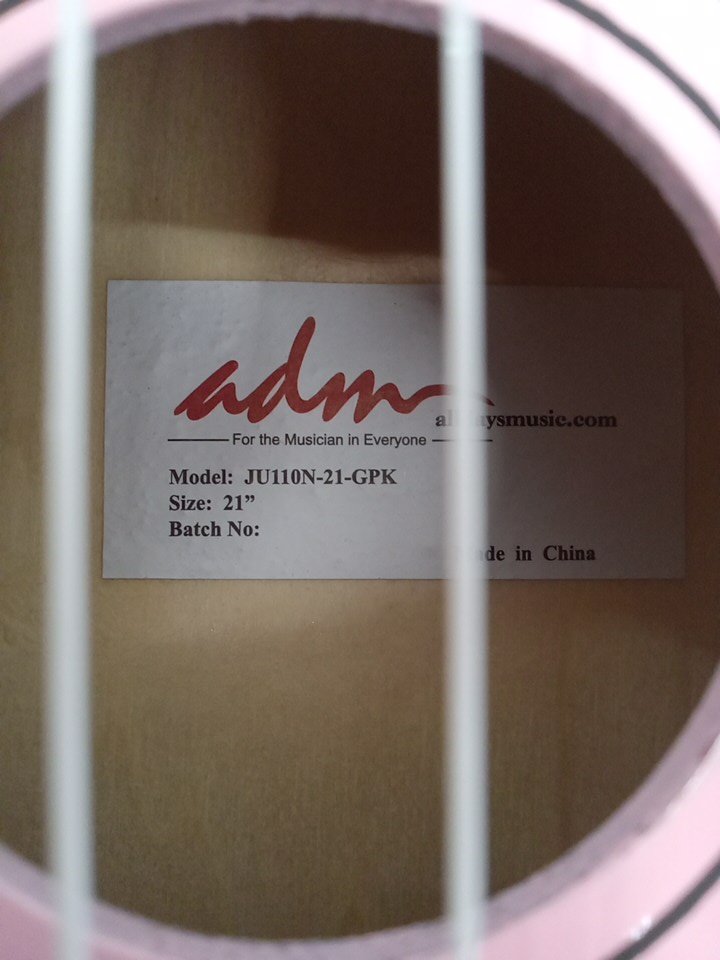 adm
For the Musician in Everyone
Model: JU110N-21-GPK
Size: 21”
Batch No:
in China